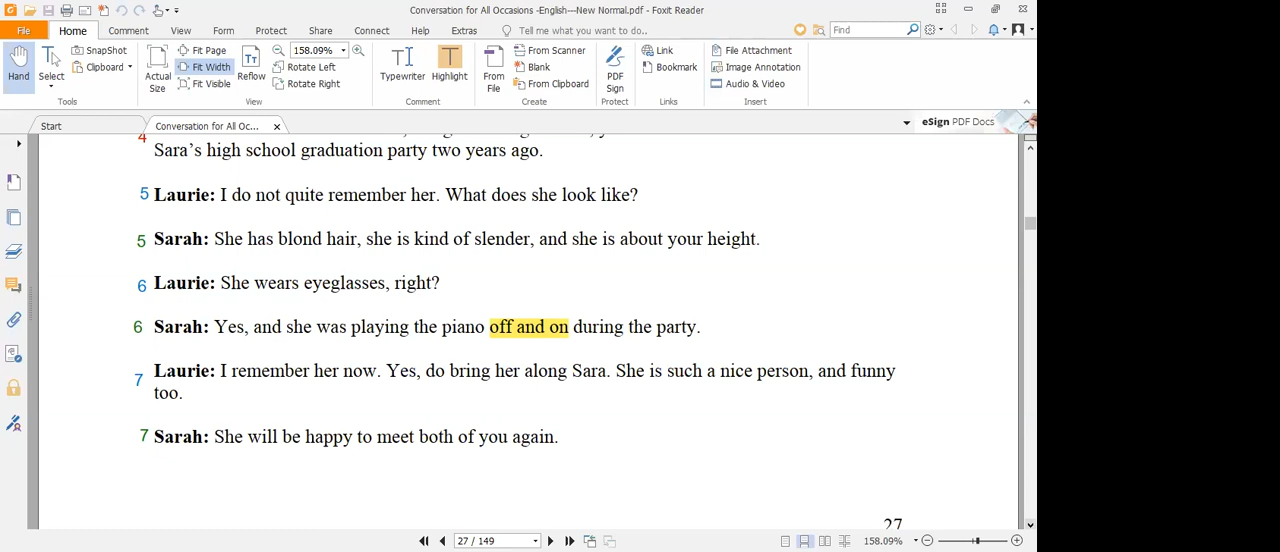 Conversation for All Occasions -English---New Normal.pdf - Foxit Reader
File Home Comment View Form Protect Share Connect Help Extras Tell me what you want to do.. Find
Hand
Select
SnapShot
Clipboard
Tools
Actual Size
Fit Page
Fit Width
Fit Visible
Reflow
158.09%
Rotate Left
Rotate Right
View
Typewriter
Highlight
Comment
From File
From Scanner
Blank
From Clipboard
Create
PDF Sign
Protect
Link
Bookmark
Links
File Attachment
Image Annotation
Audio & Video
Insert
Start
Conversation for All Occ...
eSign PDF Docs
4
Sara's high school graduation party two years ago.
5 Laurie: I do not quite remember her. What does she look like?
5 Sarah: She has blond hair, she is kind of slender, and she is about your height.
6 Laurie: She wears eyeglasses, right?
6 Sarah: Yes, and she was playing the piano off and on during the party.
7 Laurie: I remember her now. Yes, do bring her along Sara. She is such a nice person, and funny
too.
7 Sarah: She will be happy to meet both of you again.
27
27 / 149
158.09%